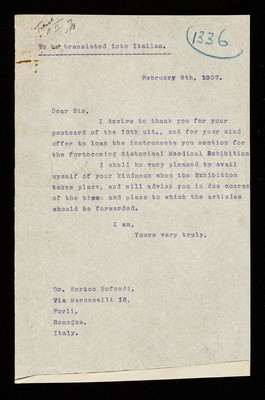 1336
To be translated into Italian.
February 8th. 1907.
Dear Sir,
I desire to thank you for your
postcard of the 18th ult., and for your kind
offer to loan the instruments you mention for
the forthcoming Historical Medical Exhibition
I shall be very pleased to avail
myself of your kindness when the Exhibition
takes place, and will advise you in due course
of the time and place to which the articles
should be forwarded.
I am,
Yours very truly,
Dr. Enrico
Via Maroncelli 18,
Forli,
Romagna,
Italy.